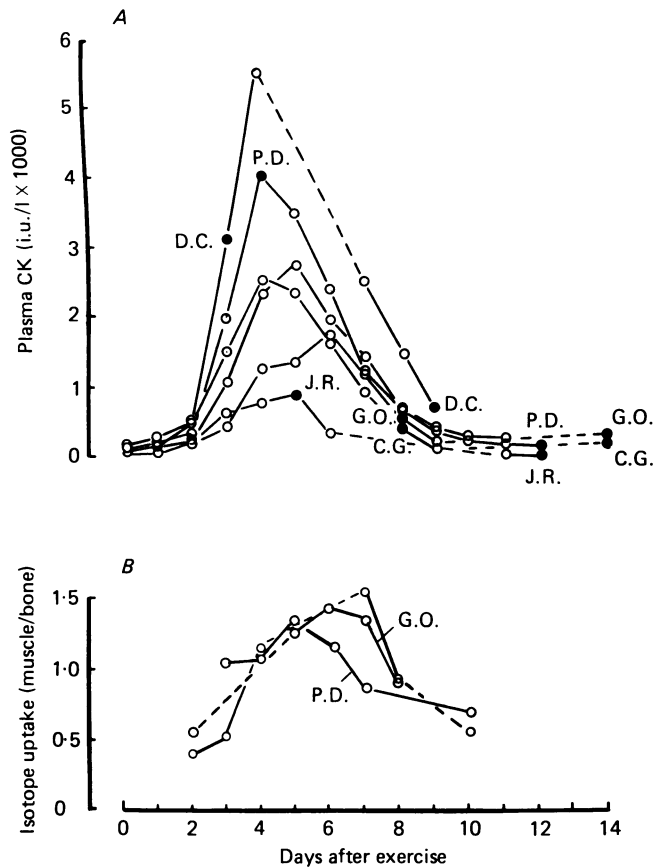 A
Plasma CK (i.u./l × 1000)
6
5
4
3
2
1
0
D.C.
P.D.
J.R.
G.O.
C.G.
D.C.
P.D.
J.R.
G.O.
C.G.
B
Isotope uptake (muscle/bone)
1·5
1·0
0·5
0
G.O.
P.D.
0 2 4 6 8 10 12 14
Days after exercise